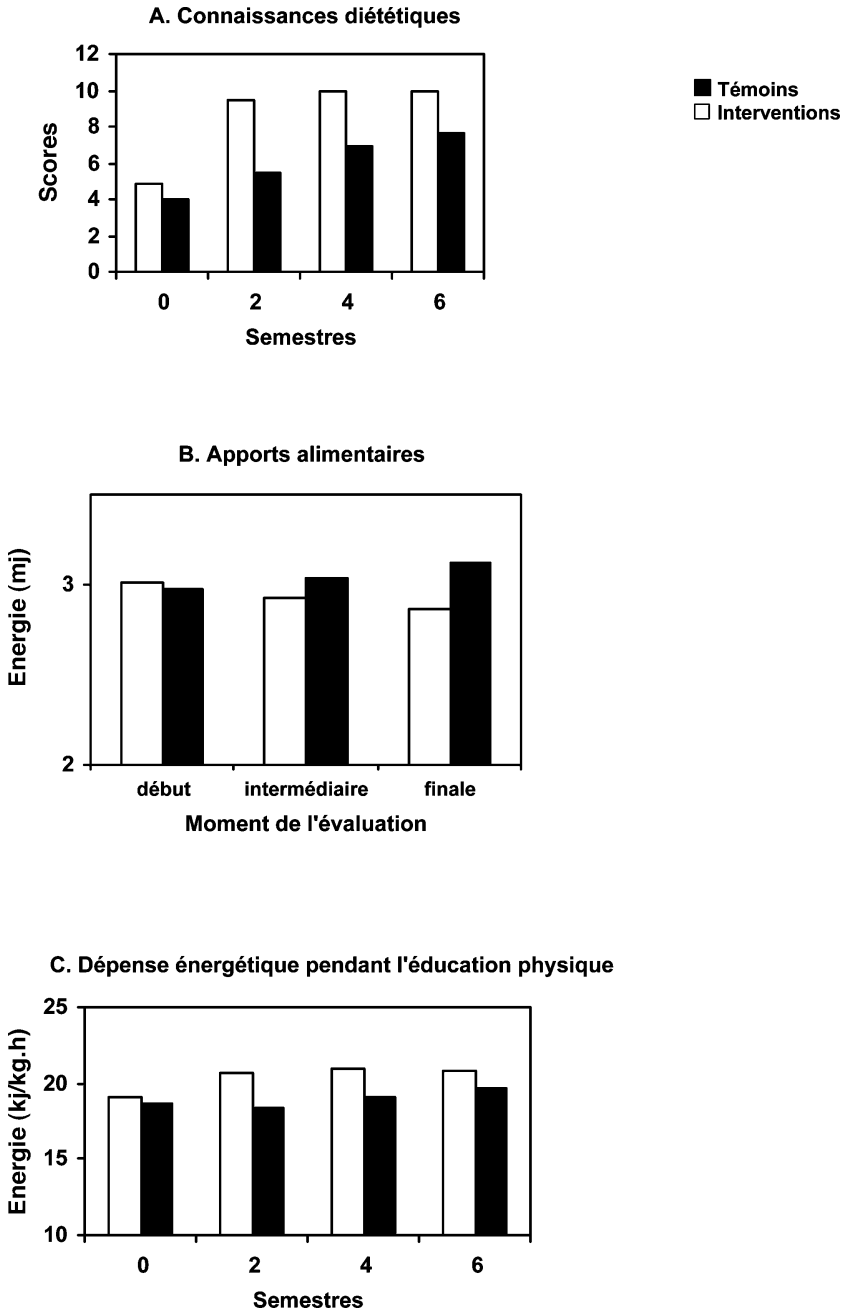 A. Connaissances diététiques
12
10
8
6
4
2
0
Scores
0 2 4 6
Semestres
Témoins
Interventions
B. Apports alimentaires
3
2
Energie (mj)
début intermédiaire finale
Moment de l'évaluation
C. Dépense énergétique pendant l'éducation physique
25
20
15
10
Energie (kj/kg.h)
0 2 4 6
Semestres